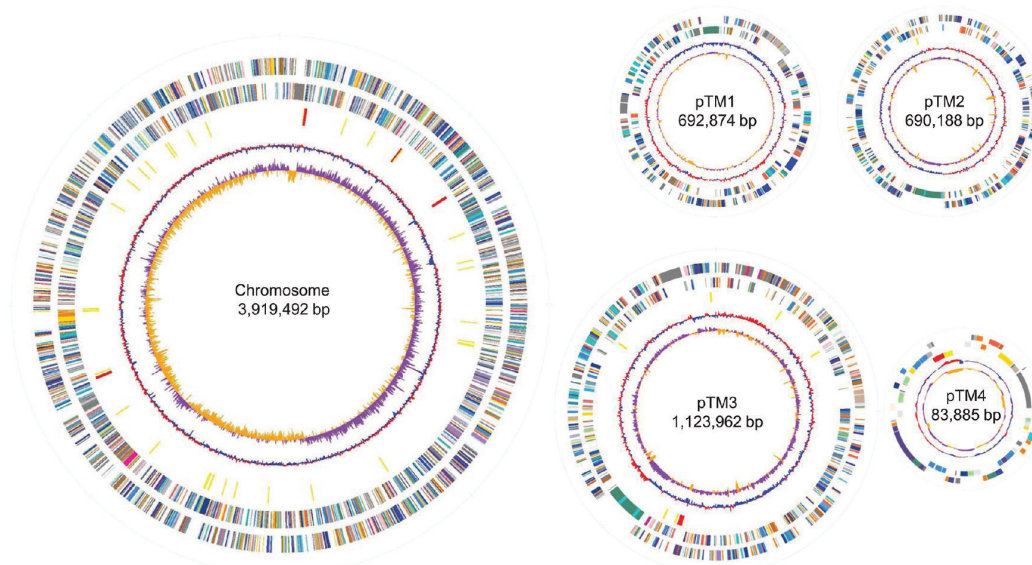 Chromosome
3,919,492 bp
pTM1
692,874 bp
pTM2
690,188 bp
pTM3
1,123,962 bp
pTM4
83,885 bp